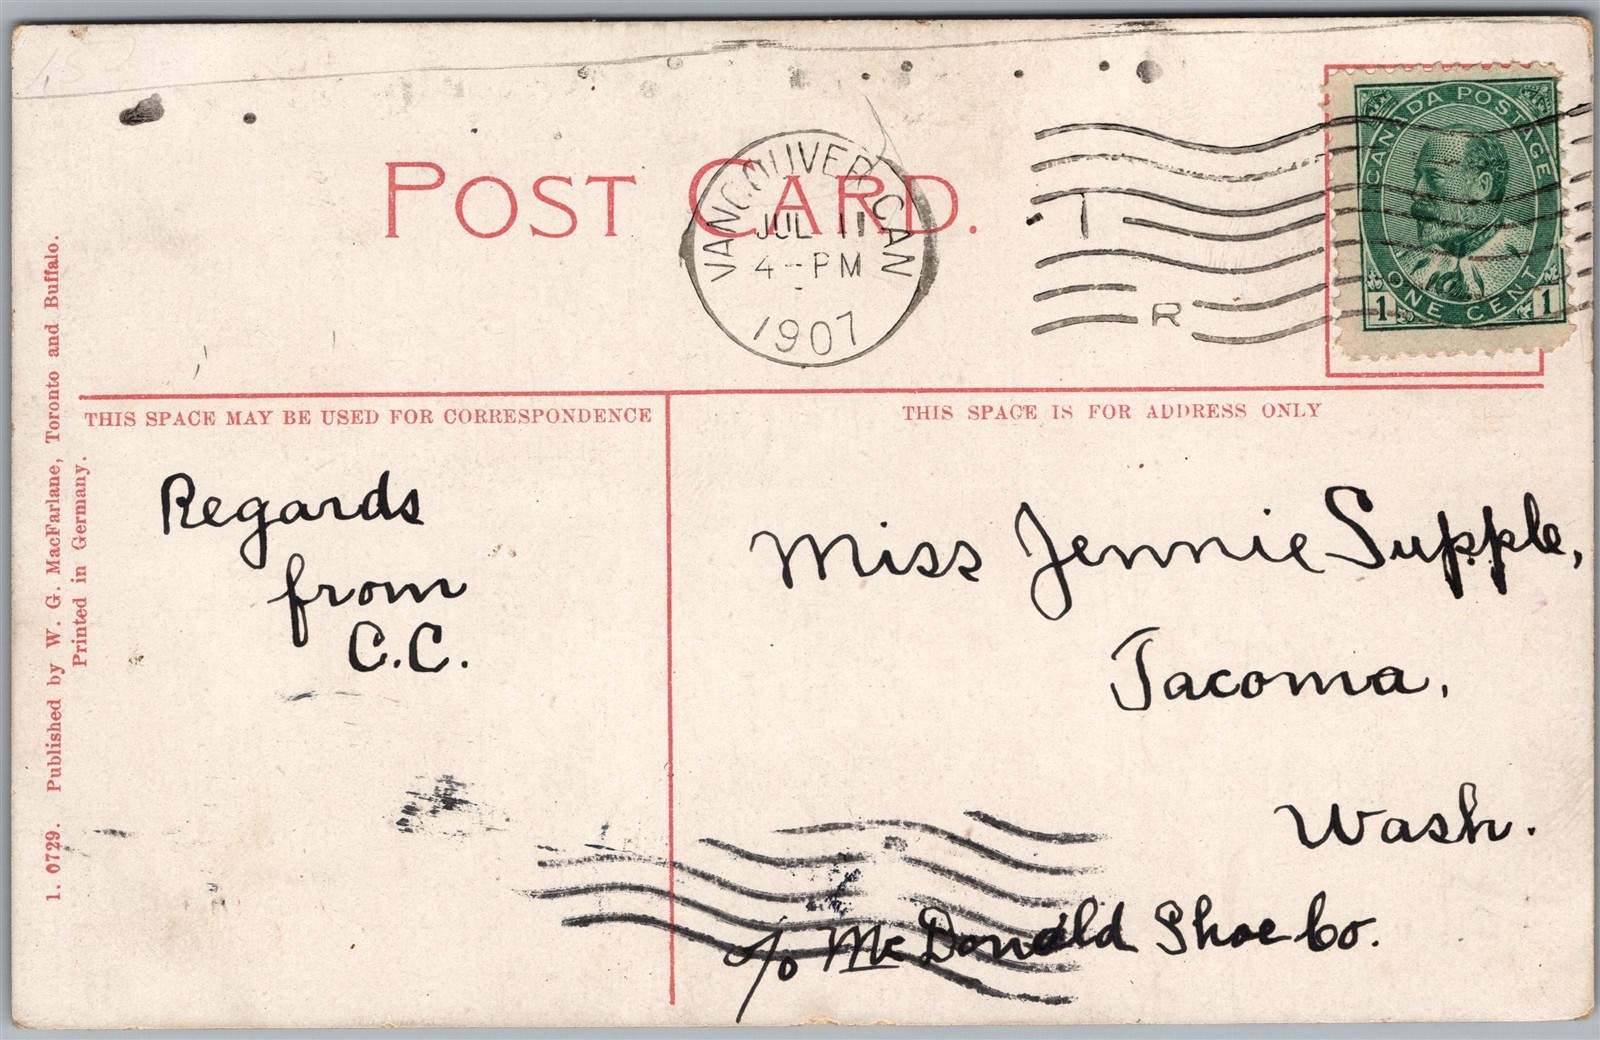 POST CARD.
VANCOUVER, CAN
JUL 11
4-PM
1907
T
R
CANADA POSTAGE
1 ONE CENT 1
THIS SPACE MAY BE USED FOR CORRESPONDENCE
THIS SPACE IS FOR ADDRESS ONLY
Regards
from
C.C.
Miss Jennie Supple,
Tacoma.
Wash.
c/o McDonald Shoe Co.
1. 0729. Published by W. G. MacFarlane, Toronto and Buffalo.
Printed in Germany.